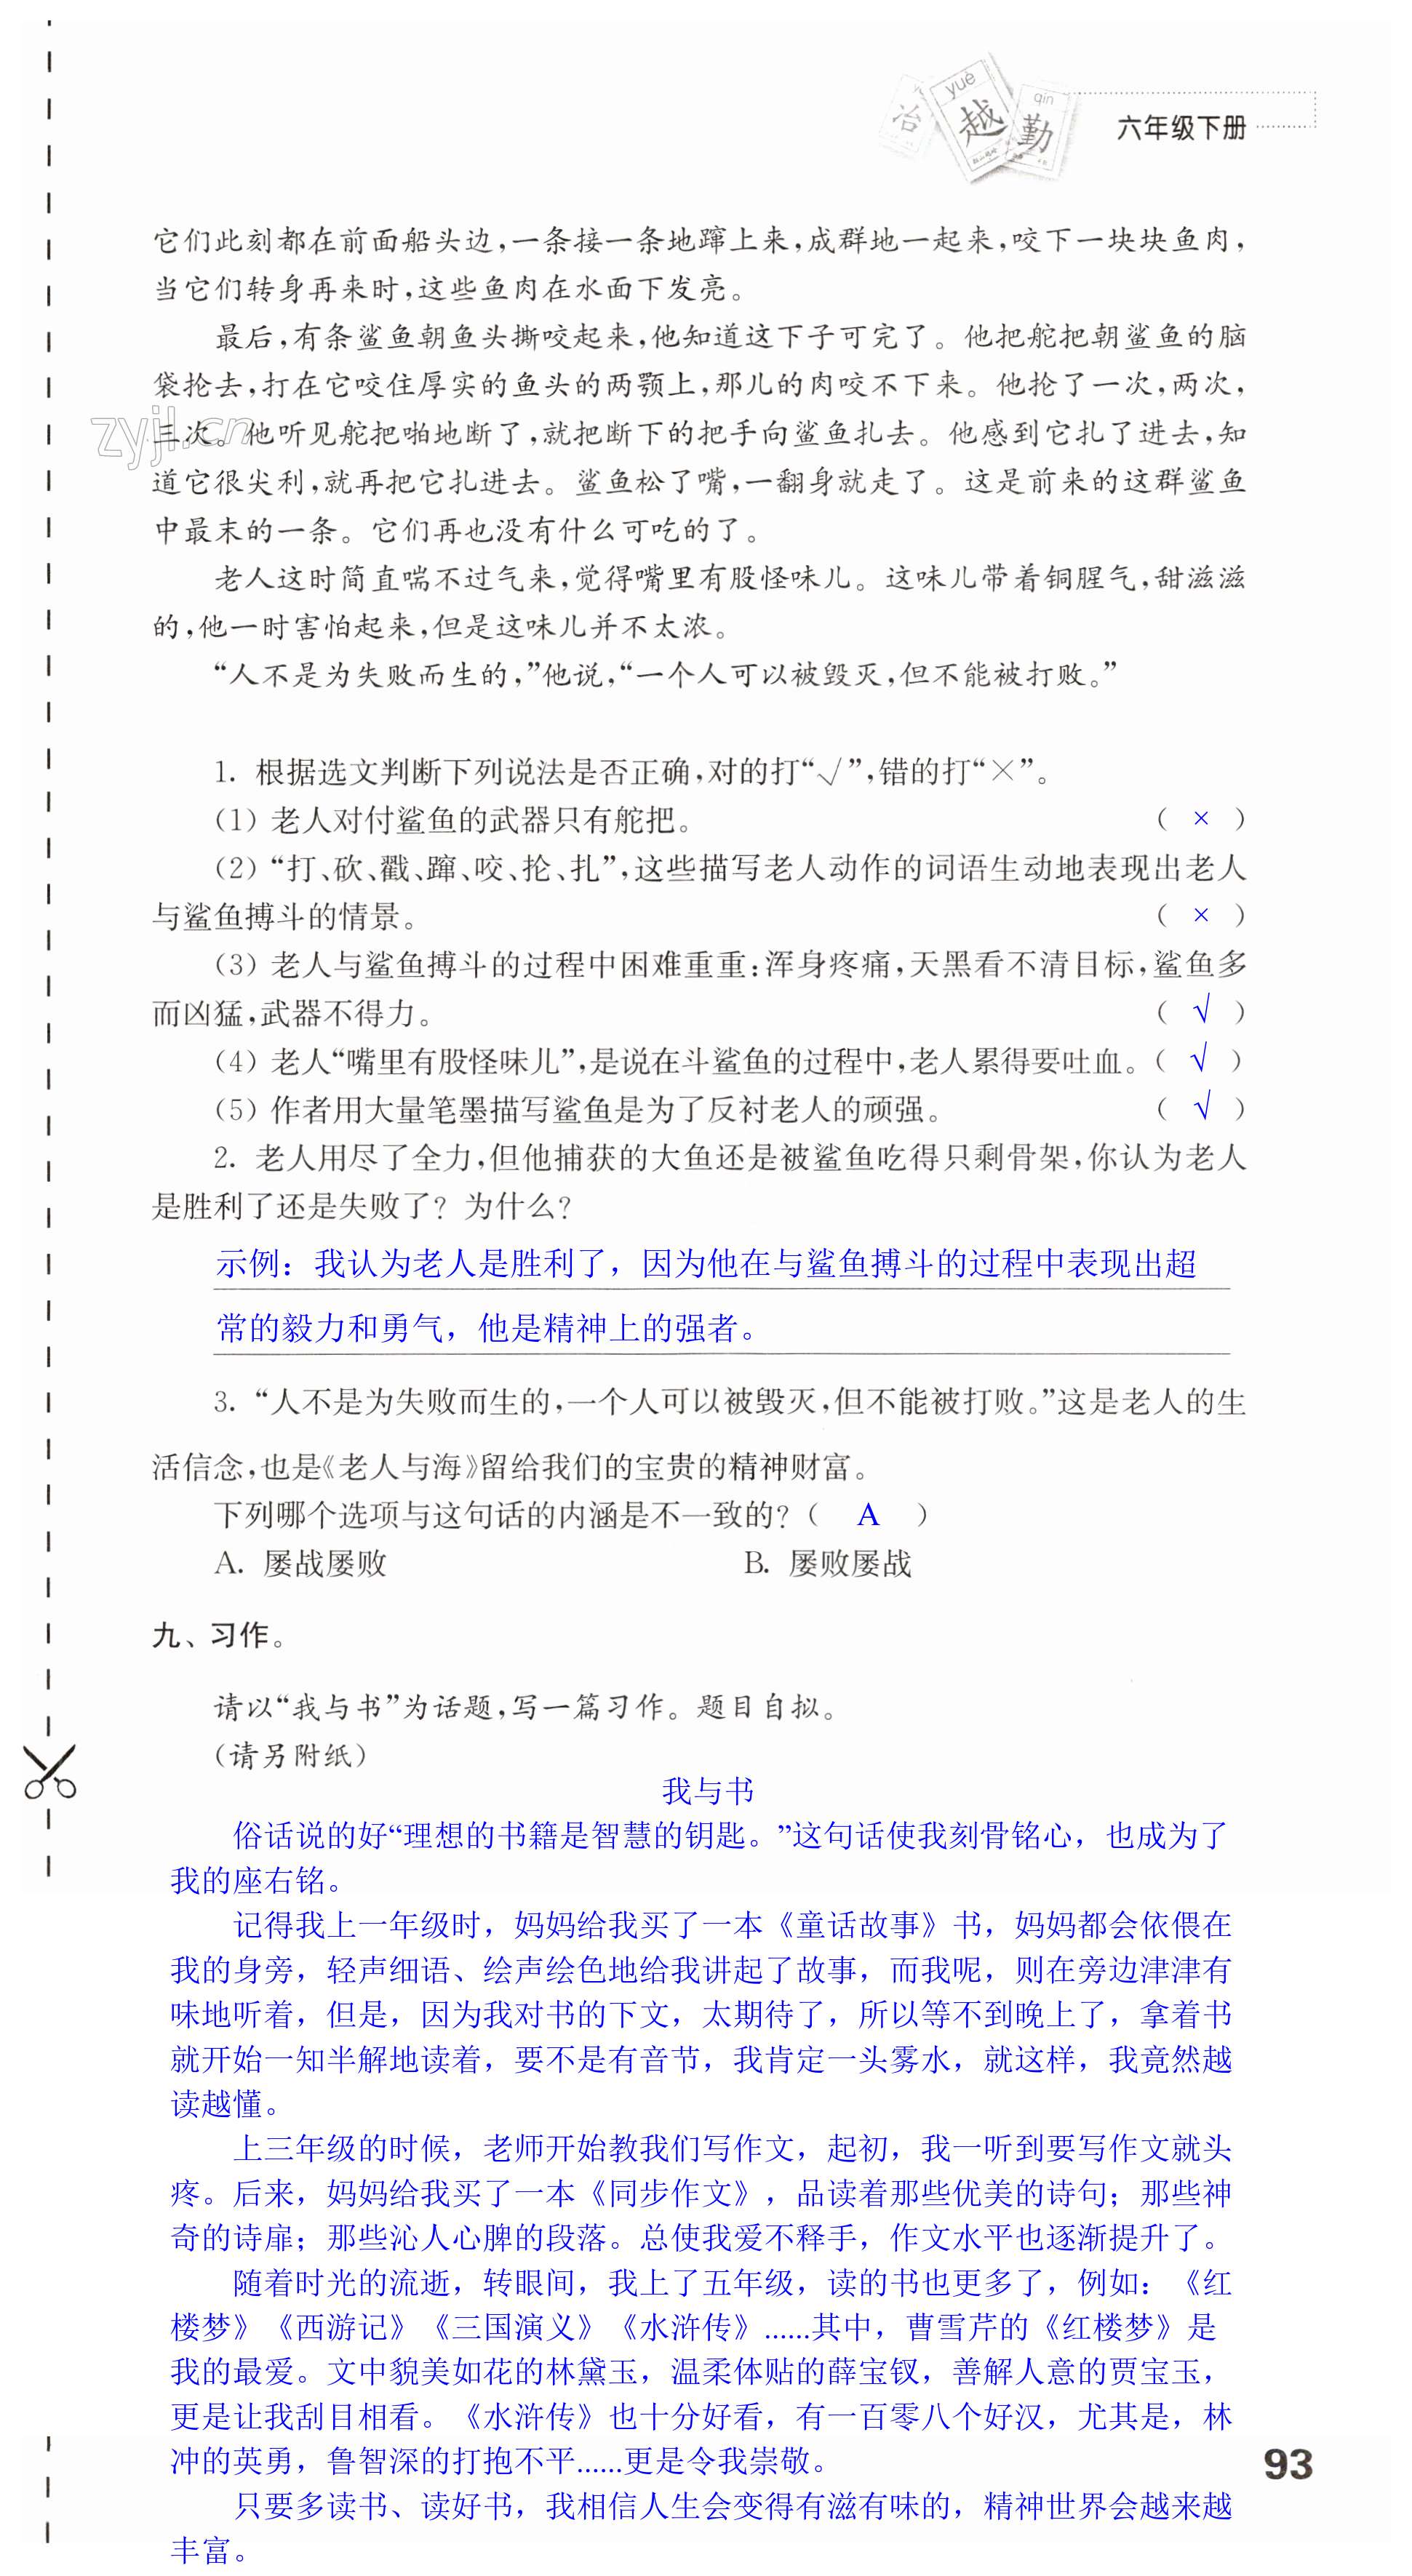 冶
yuè
越
qín
勤
六年级下册
它们此刻都在前面船头边,一条接一条地蹿上来,成群地一起来,咬下一块块鱼肉,
当它们转身再来时,这些鱼肉在水面下发亮。
最后,有条鲨鱼朝鱼头撕咬起来,他知道这下子可完了。他把舵把朝鲨鱼的脑
袋抡去,打在它咬住厚实的鱼头的两颚上,那儿的肉咬不下来。他抡了一次,两次,
三次。他听见舵把啪地断了,就把断下的把手向鲨鱼扎去。他感到它扎了进去,知
zyjl.cn
道它很尖利,就再把它扎进去。鲨鱼松了嘴,一翻身就走了。这是前来的这群鲨鱼
中最末的一条。它们再也没有什么可吃的了。
老人这时简直喘不过气来,觉得嘴里有股怪味儿。这味儿带着铜腥气,甜滋滋
的,他一时害怕起来,但是这味儿并不太浓。
“人不是为失败而生的,”他说,“一个人可以被毁灭,但不能被打败。”
1. 根据选文判断下列说法是否正确,对的打“√”,错的打“×”。
(1) 老人对付鲨鱼的武器只有舵把。 ( × )
(2) “打、砍、戳、蹿、咬、抡、扎”,这些描写老人动作的词语生动地表现出老人
与鲨鱼搏斗的情景。 ( × )
(3) 老人与鲨鱼搏斗的过程中困难重重:浑身疼痛,天黑看不清目标,鲨鱼多
而凶猛,武器不得力。 ( √ )
(4) 老人“嘴里有股怪味儿”,是说在斗鲨鱼的过程中,老人累得要吐血。( √ )
(5) 作者用大量笔墨描写鲨鱼是为了反衬老人的顽强。 ( √ )
2. 老人用尽了全力,但他捕获的大鱼还是被鲨鱼吃得只剩骨架,你认为老人
是胜利了还是失败了? 为什么?
示例：我认为老人是胜利了，因为他在与鲨鱼搏斗的过程中表现出超
常的毅力和勇气，他是精神上的强者。
3. “人不是为失败而生的,一个人可以被毁灭,但不能被打败。”这是老人的生
活信念,也是《老人与海》留给我们的宝贵的精神财富。
下列哪个选项与这句话的内涵是不一致的? ( A )
A. 屡战屡败 B. 屡败屡战
九、习作。
请以“我与书”为话题,写一篇习作。题目自拟。
(请另附纸)
我与书
俗话说的好“理想的书籍是智慧的钥匙。”这句话使我刻骨铭心，也成为了
我的座右铭。
记得我上一年级时，妈妈给我买了一本《童话故事》书，妈妈都会依偎在
我的身旁，轻声细语、绘声绘色地给我讲起了故事，而我呢，则在旁边津津有
味地听着，但是，因为我对书的下文，太期待了，所以等不到晚上了，拿着书
就开始一知半解地读着，要不是有音节，我肯定一头雾水，就这样，我竟然越
读越懂。
上三年级的时候，老师开始教我们写作文，起初，我一听到要写作文就头
疼。后来，妈妈给我买了一本《同步作文》，品读着那些优美的诗句；那些神
奇的诗扉；那些沁人心脾的段落。总使我爱不释手，作文水平也逐渐提升了。
随着时光的流逝，转眼间，我上了五年级，读的书也更多了，例如：《红
楼梦》《西游记》《三国演义》《水浒传》......其中，曹雪芹的《红楼梦》是
我的最爱。文中貌美如花的林黛玉，温柔体贴的薛宝钗，善解人意的贾宝玉，
更是让我刮目相看。《水浒传》也十分好看，有一百零八个好汉，尤其是，林
冲的英勇，鲁智深的打抱不平......更是令我崇敬。
只要多读书、读好书，我相信人生会变得有滋有味的，精神世界会越来越
丰富。
93